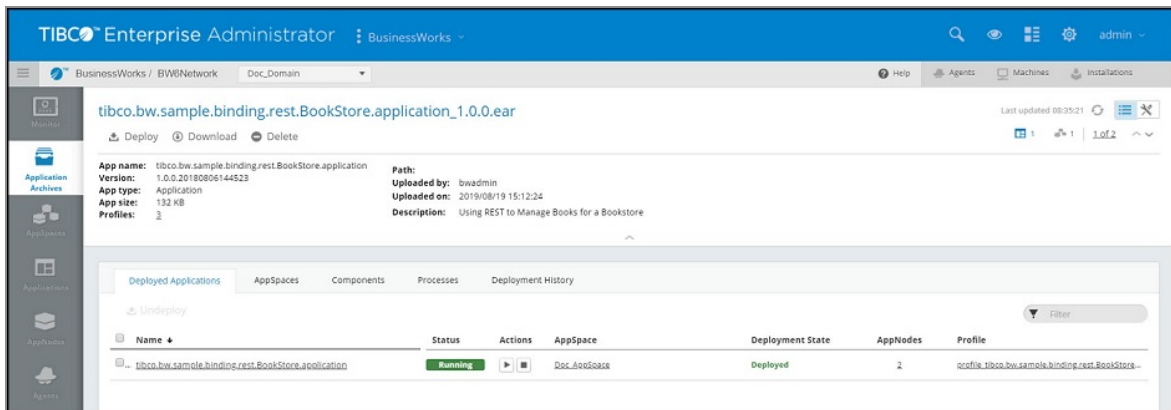 TIBCO™ Enterprise Administrator BusinessWorks admin
BusinessWorks / BW6Network Doc_Domain Help Agents Machines Installations
Monitor
tibco.bw.sample.binding.rest.BookStore.application_1.0.0.ear Last updated 08:35:21
Deploy Download Delete 1 1 1 of 2
Application
Archives
App name: tibco.bw.sample.binding.rest.BookStore.application Path:
Version: 1.0.0.20180806144523 Uploaded by: bwadmin
App type: Application Uploaded on: 2019/08/19 15:12:24
App size: 132 KB Description: Using REST to Manage Books for a Bookstore
Profiles: 3
AppSpaces
Deployed Applications AppSpaces Components Processes Deployment History
Applications
Undeploy Filter
Name Status Actions AppSpace Deployment State AppNodes Profile
AppNodes
tibco.bw.sample.binding.rest.BookStore.application Running Doc_AppSpace Deployed 2 profile_tibco.bw.sample.binding.rest.BookStore...
Agents